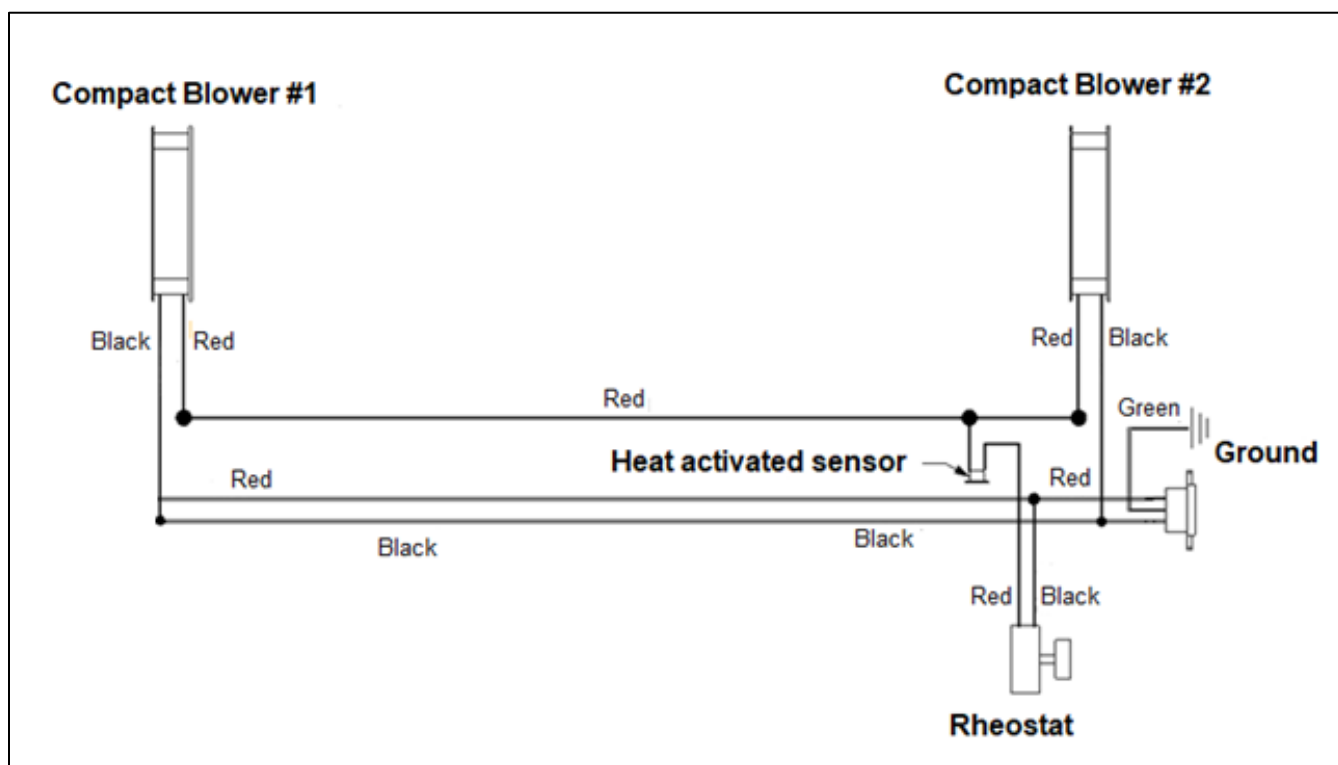 Compact Blower #1
Compact Blower #2
Black
Red
Red
Black
Red
Green
Ground
Heat activated sensor
Red
Red
Black
Black
Red
Black
Rheostat